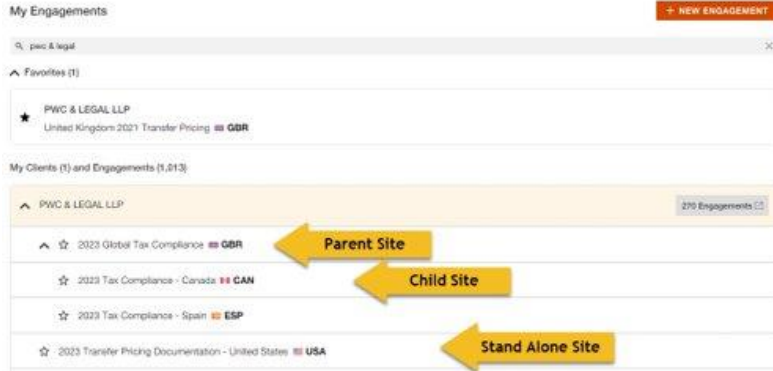 My Engagements
+ NEW ENGAGEMENT
pwc & legal
Favorites (1)
PWC & LEGAL LLP
United Kingdom 2021 Transfer Pricing GBR
My Clients (1) and Engagements (1,013)
PWC & LEGAL LLP
270 Engagements
2023 Global Tax Compliance GBR
Parent Site
2023 Tax Compliance - Canada CAN
Child Site
2023 Tax Compliance - Spain ESP
2023 Transfer Pricing Documentation - United States USA
Stand Alone Site